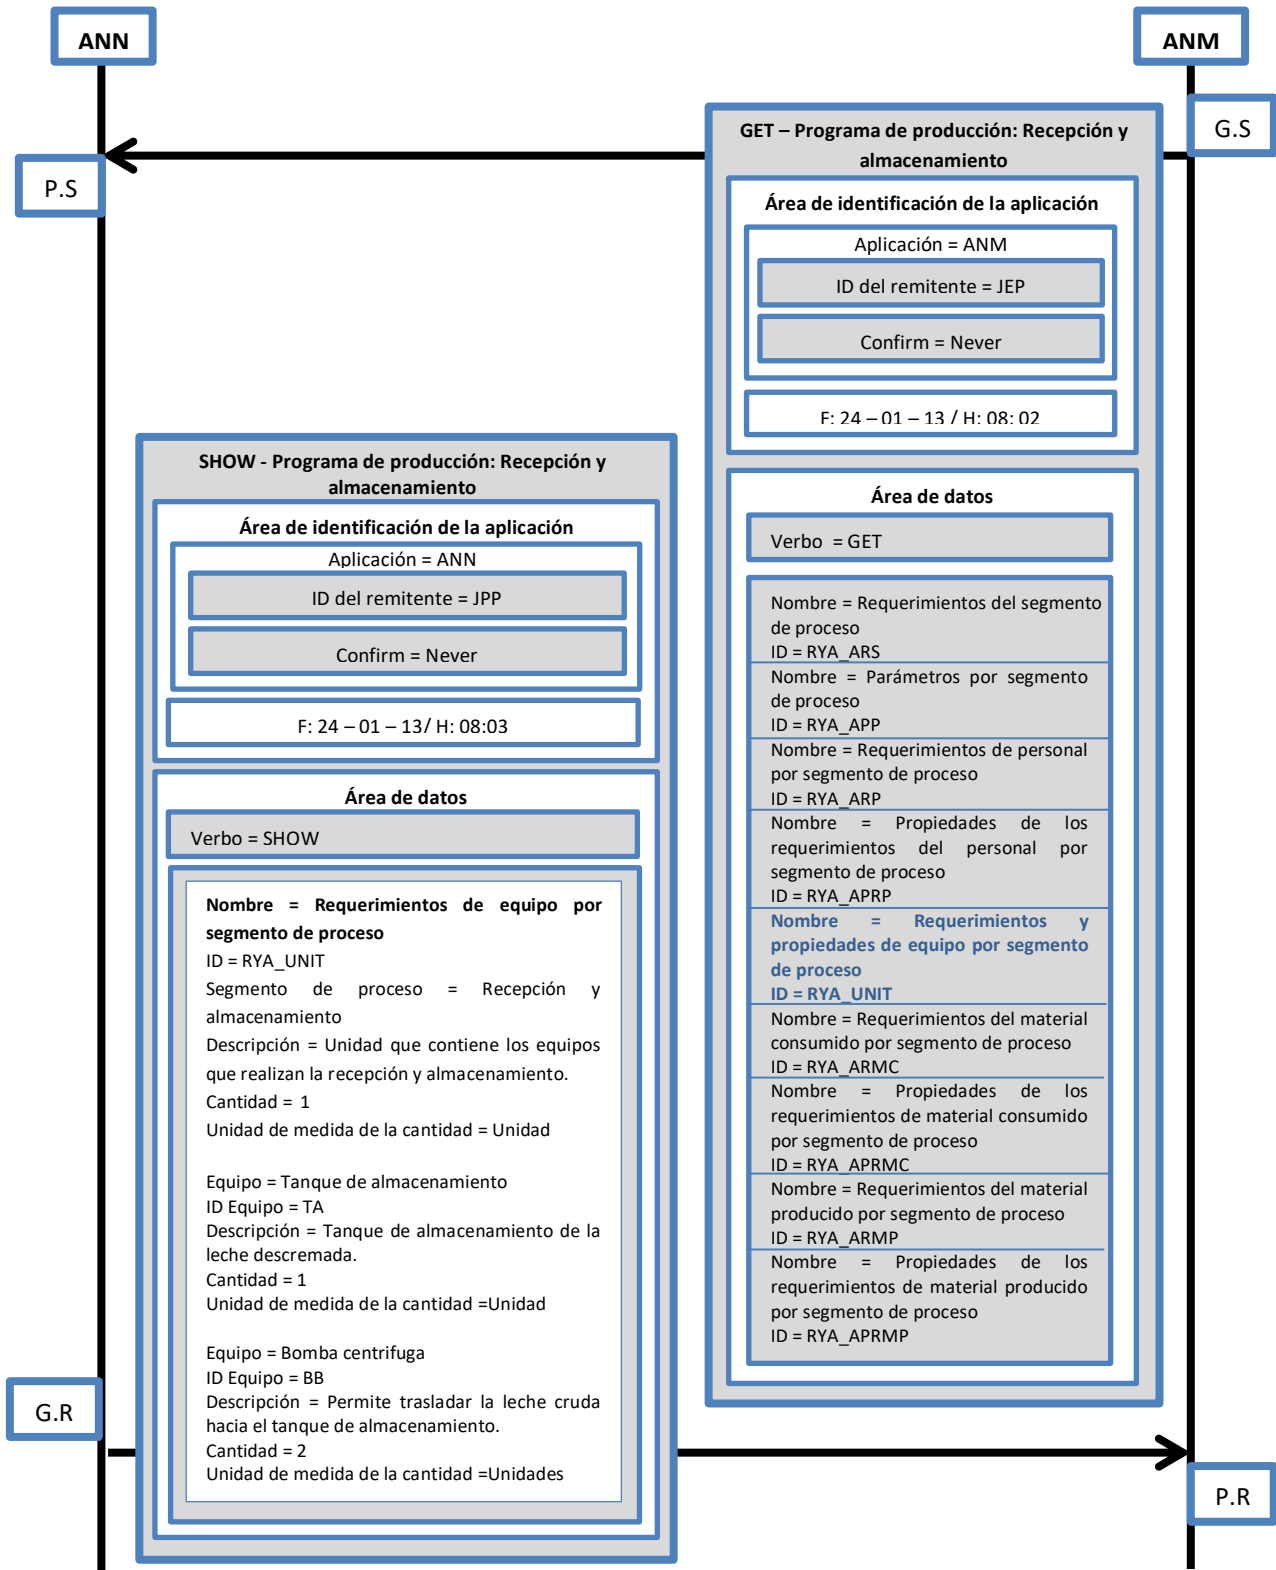 ANN
ANM
G.S
P.S
GET – Programa de producción: Recepción y
almacenamiento
Área de identificación de la aplicación
Aplicación = ANM
ID del remitente = JEP
Confirm = Never
F: 24 – 01 – 13 / H: 08: 02
Área de datos
Verbo = GET
Nombre = Requerimientos del segmento
de proceso
ID = RYA_ARS
Nombre = Parámetros por segmento
de proceso
ID = RYA_APP
Nombre = Requerimientos de personal
por segmento de proceso
ID = RYA_ARP
Nombre = Propiedades de los
requerimientos del personal por
segmento de proceso
ID = RYA_APRP
Nombre = Requerimientos y
propiedades de equipo por segmento
de proceso
ID = RYA_UNIT
Nombre = Requerimientos del material
consumido por segmento de proceso
ID = RYA_ARMC
Nombre = Propiedades de los
requerimientos de material consumido
por segmento de proceso
ID = RYA_APRMC
Nombre = Requerimientos del material
producido por segmento de proceso
ID = RYA_ARMP
Nombre = Propiedades de los
requerimientos de material producido
por segmento de proceso
ID = RYA_APRMP
SHOW - Programa de producción: Recepción y
almacenamiento
Área de identificación de la aplicación
Aplicación = ANN
ID del remitente = JPP
Confirm = Never
F: 24 – 01 – 13/ H: 08:03
Área de datos
Verbo = SHOW
Nombre = Requerimientos de equipo por
segmento de proceso
ID = RYA_UNIT
Segmento de proceso = Recepción y
almacenamiento
Descripción = Unidad que contiene los equipos
que realizan la recepción y almacenamiento.
Cantidad = 1
Unidad de medida de la cantidad = Unidad
Equipo = Tanque de almacenamiento
ID Equipo = TA
Descripción = Tanque de almacenamiento de la
leche descremada.
Cantidad = 1
Unidad de medida de la cantidad =Unidad
Equipo = Bomba centrifuga
ID Equipo = BB
Descripción = Permite trasladar la leche cruda
hacia el tanque de almacenamiento.
Cantidad = 2
Unidad de medida de la cantidad =Unidades
G.R
P.R